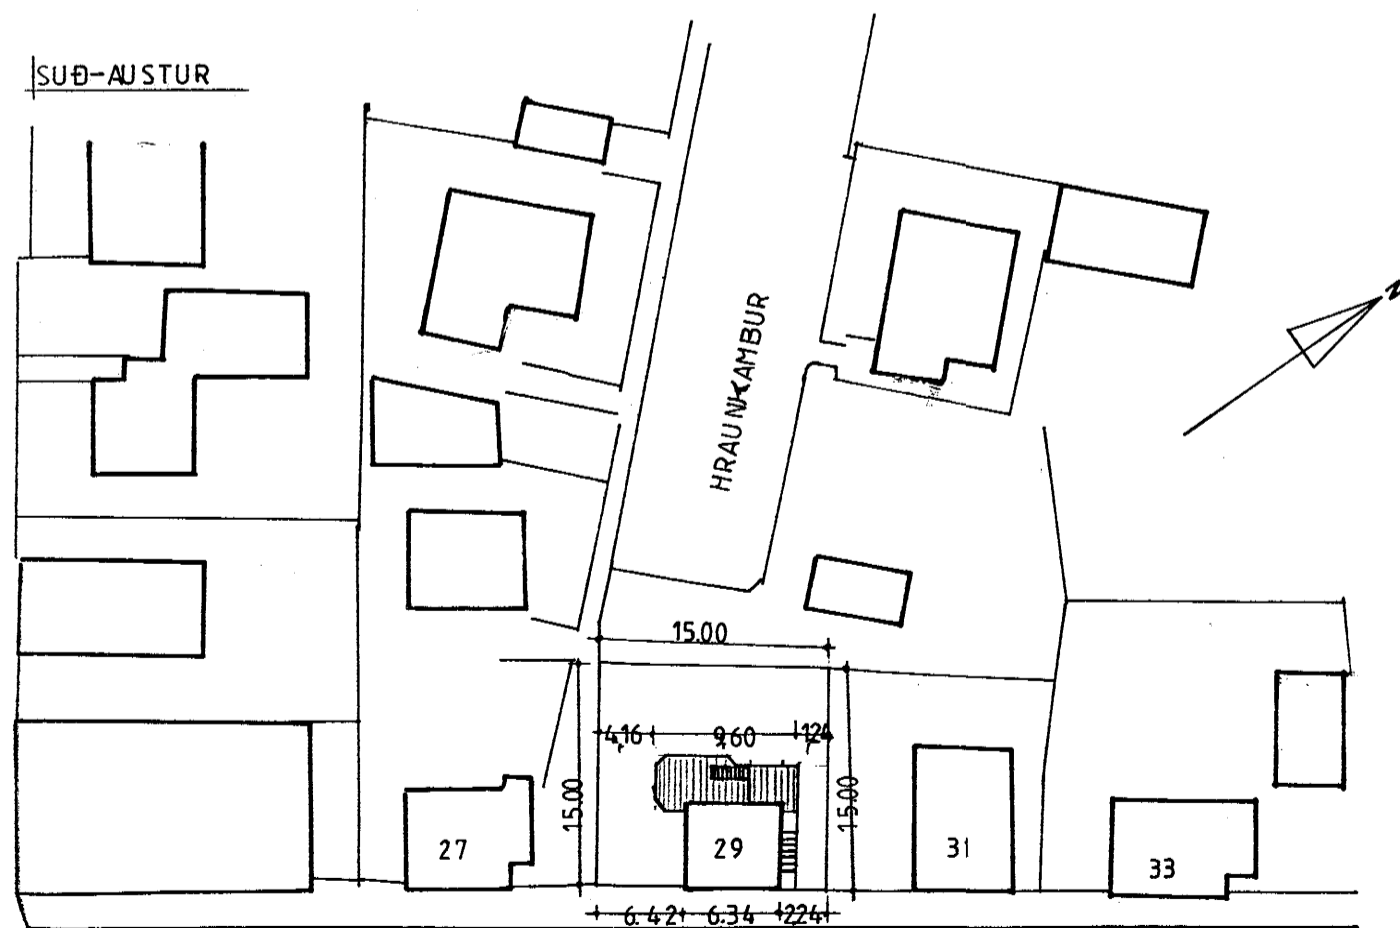 SUÐ-AUSTUR
N
HRAUNKAMBUR
15.00
4,16 9,60 1,24
15.00
15.00
27
29
31
33
6.42 6.34 2.24